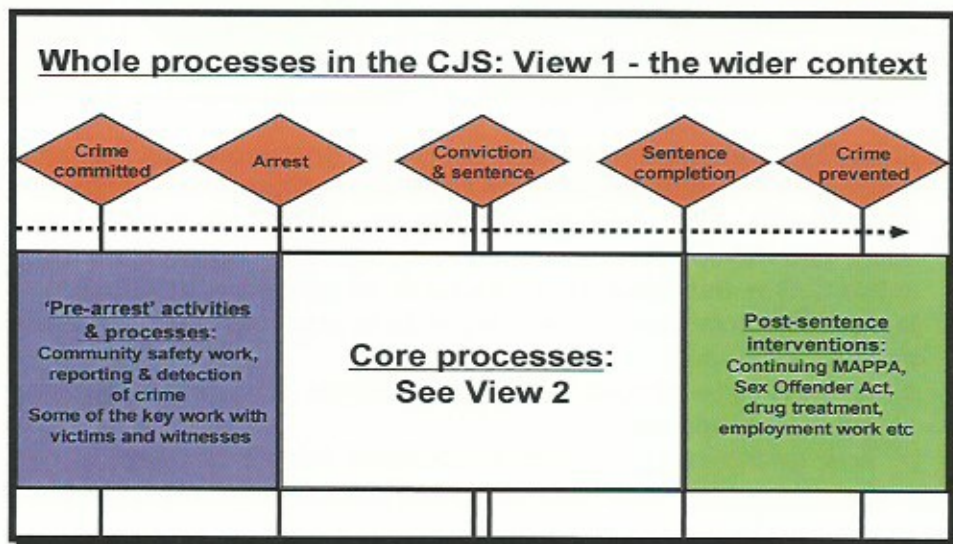 Whole processes in the CJS: View 1 - the wider context
Crime
committed
Arrest
Conviction
& sentence
Sentence
completion
Crime
prevented
'Pre-arrest' activities
& processes:
Community safety work,
reporting & detection
of crime
Some of the key work with
victims and witnesses
Core processes:
See View 2
Post-sentence
interventions:
Continuing MAPPA,
Sex Offender Act,
drug treatment,
employment work etc